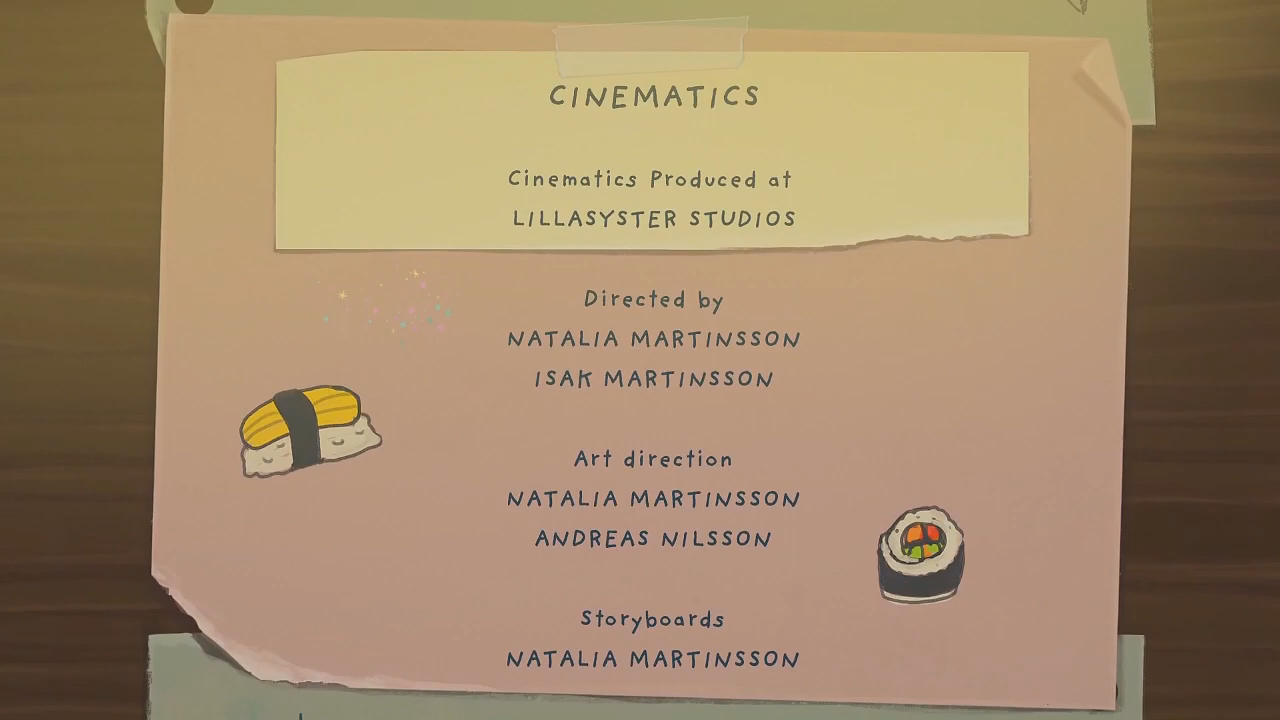 CINEMATICS
Cinematics Produced at
LILLASYSTER STUDIOS
Directed by
NATALIA MARTINSSON
ISAK MARTINSSON
Art direction
NATALIA MARTINSSON
ANDREAS NILSSON
Storyboards
NATALIA MARTINSSON